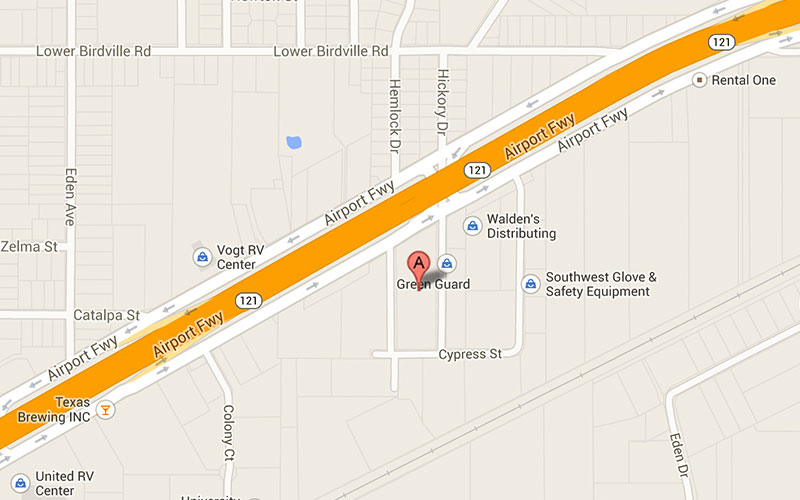 Lower Birdville Rd
Lower Birdville Rd
121
Rental One
Hemlock Dr
Hickory Dr
Airport Fwy
Airport Fwy
121
Eden Ave
Airport Fwy
Walden's
Distributing
Zelma St
Vogt RV
Center
A
Green Guard
Southwest Glove &
Safety Equipment
121
Catalpa St
Airport Fwy
Airport Fwy
Cypress St
Texas
Brewing INC
Colony Ct
Eden Dr
United RV
Center
University